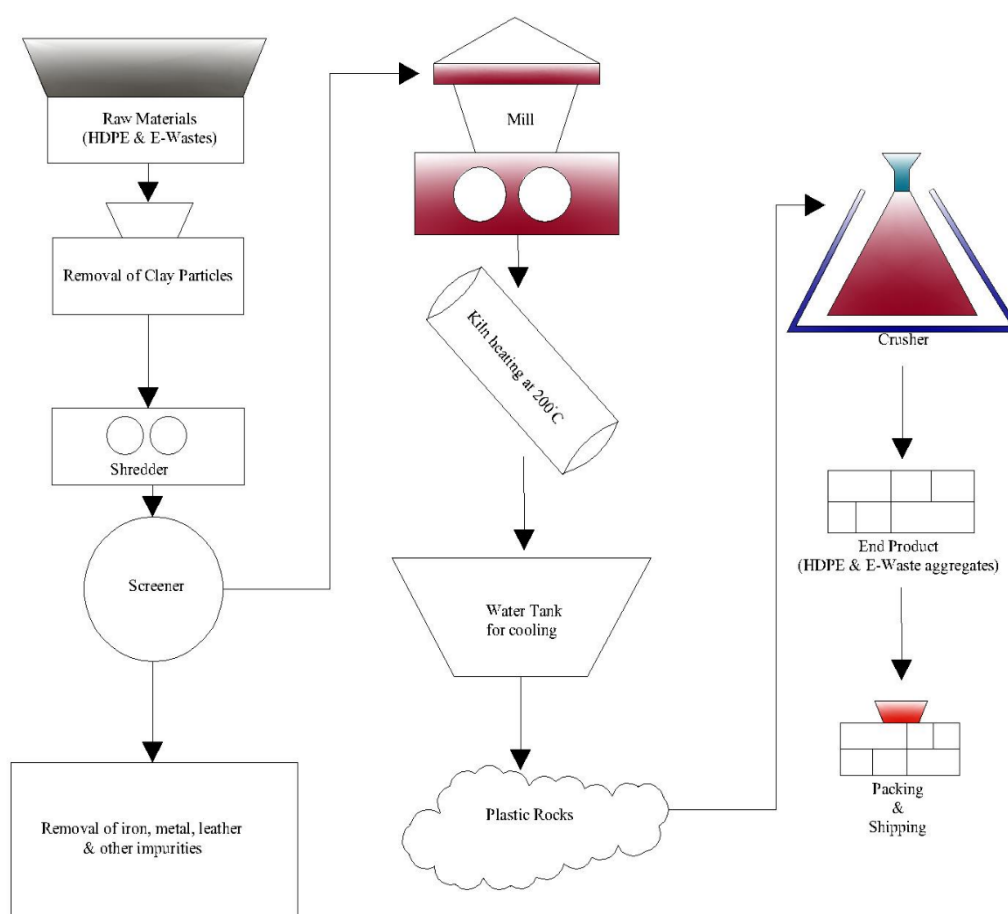 Raw Materials
(HDPE & E-Wastes)
Removal of Clay Particles
Shredder
Screener
Removal of iron, metal, leather
& other impurities
Mill
Kiln heating at 200°C
Water Tank
for cooling
Plastic Rocks
Crusher
End Product
(HDPE & E-Waste aggregates)
Packing
&
Shipping